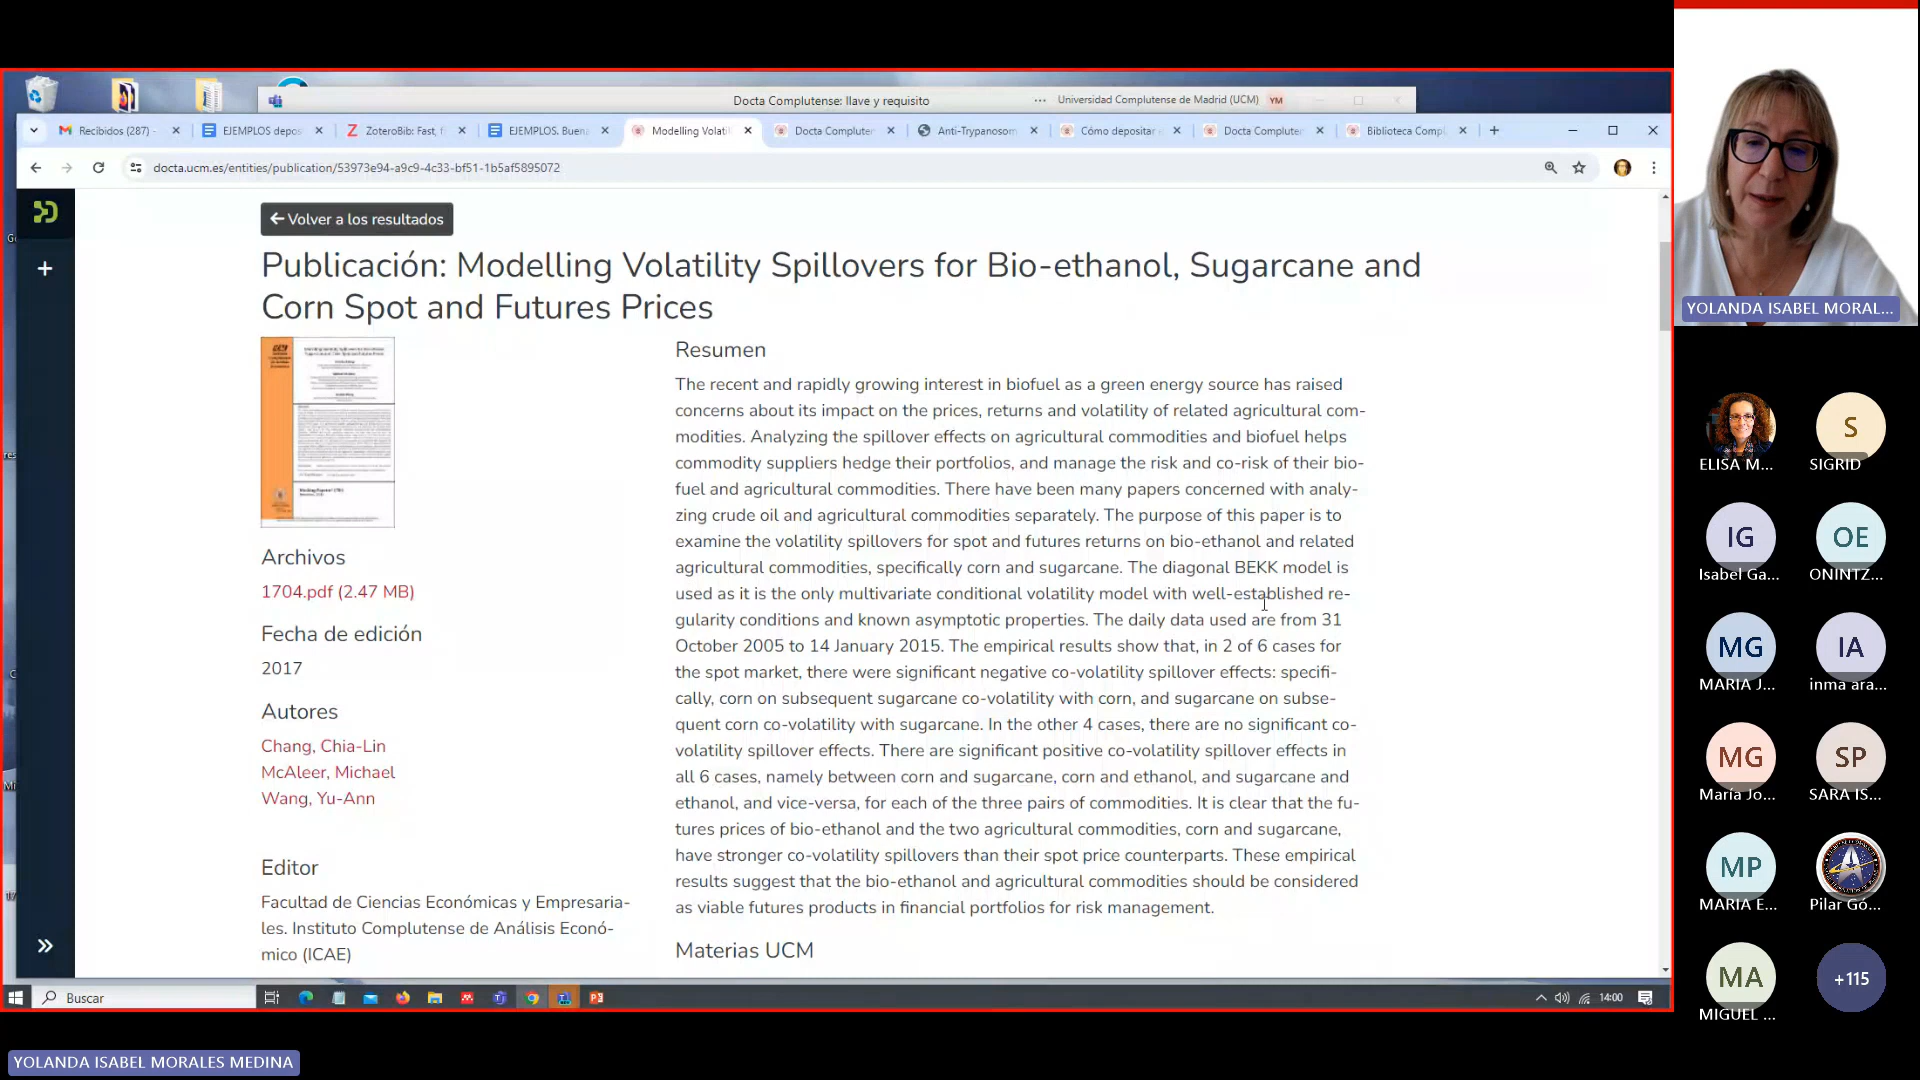 Docta Complutense: llave y requisito
Universidad Complutense de Madrid (UCM)
YM
Recibidos (287) -
EJEMPLOS depos
ZoteroBib: Fast, f
EJEMPLOS. Buena
Modelling Volatil
Docta Complutens
Anti-Trypanosom
Cómo depositar
Docta Complutens
Biblioteca Compl
docta.ucm.es/entities/publication/53973e94-a9c9-4c33-bf51-1b5af5895072
Volver a los resultados
Publicación: Modelling Volatility Spillovers for Bio-ethanol, Sugarcane and
Corn Spot and Futures Prices
Archivos
1704.pdf (2.47 MB)
Fecha de edición
2017
Autores
Chang, Chia-Lin
McAleer, Michael
Wang, Yu-Ann
Editor
Facultad de Ciencias Económicas y Empresaria-
les. Instituto Complutense de Análisis Econó-
mico (ICAE)
Resumen
The recent and rapidly growing interest in biofuel as a green energy source has raised
concerns about its impact on the prices, returns and volatility of related agricultural com-
modities. Analyzing the spillover effects on agricultural commodities and biofuel helps
commodity suppliers hedge their portfolios, and manage the risk and co-risk of their bio-
fuel and agricultural commodities. There have been many papers concerned with analy-
zing crude oil and agricultural commodities separately. The purpose of this paper is to
examine the volatility spillovers for spot and futures returns on bio-ethanol and related
agricultural commodities, specifically corn and sugarcane. The diagonal BEKK model is
used as it is the only multivariate conditional volatility model with well-established re-
gularity conditions and known asymptotic properties. The daily data used are from 31
October 2005 to 14 January 2015. The empirical results show that, in 2 of 6 cases for
the spot market, there were significant negative co-volatility spillover effects: specifi-
cally, corn on subsequent sugarcane co-volatility with corn, and sugarcane on subse-
quent corn co-volatility with sugarcane. In the other 4 cases, there are no significant co-
volatility spillover effects. There are significant positive co-volatility spillover effects in
all 6 cases, namely between corn and sugarcane, corn and ethanol, and sugarcane and
ethanol, and vice-versa, for each of the three pairs of commodities. It is clear that the fu-
tures prices of bio-ethanol and the two agricultural commodities, corn and sugarcane,
have stronger co-volatility spillovers than their spot price counterparts. These empirical
results suggest that the bio-ethanol and agricultural commodities should be considered
as viable futures products in financial portfolios for risk management.
Materias UCM
Buscar
14:00
YOLANDA ISABEL MORALES MEDINA
YOLANDA ISABEL MORAL...
ELISA M...
S
SIGRID
IG
Isabel Ga...
OE
ONINTZ...
MG
MARIA J...
IA
inma ara...
MG
María Jo...
SP
SARA IS...
MP
MARIA E...
Pilar Gó...
MA
MIGUEL ...
+115